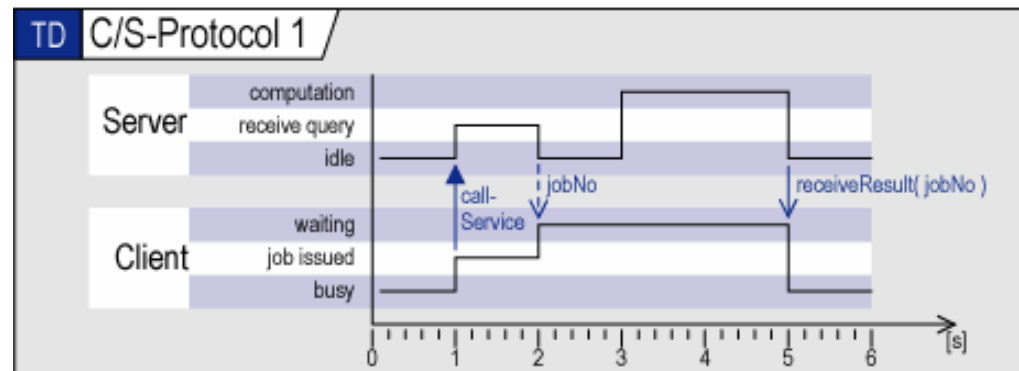 TD C/S-Protocol 1
Server
computation
receive query
idle
call-
Service
jobNo
receiveResult( jobNo )
Client
waiting
job issued
busy
0 1 2 3 4 5 6 [s]